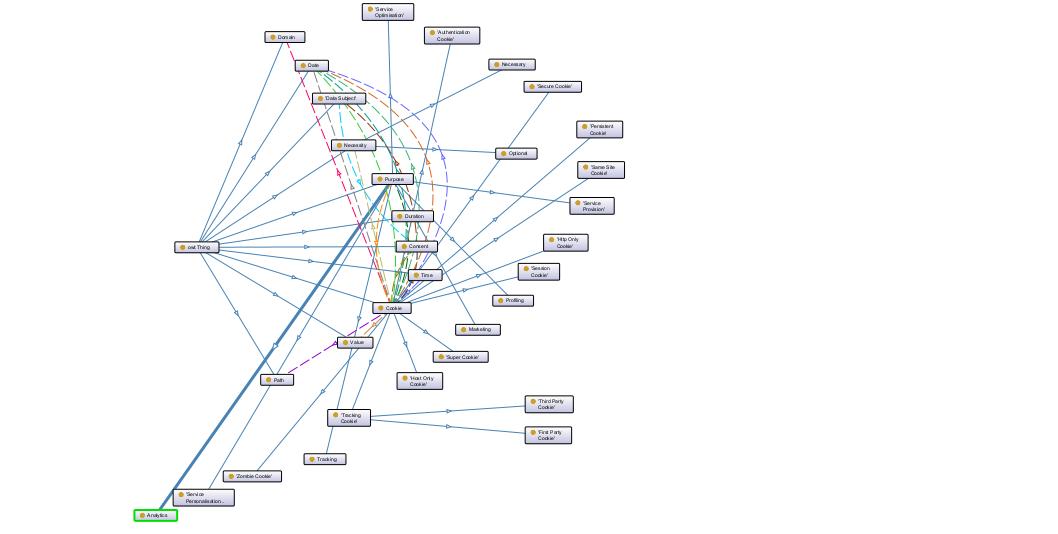 'Service
Optimisation'
'Authentication
Cookie'
Domain
Date
Necessary
'Secure Cookie'
'Data Subject'
'Persistent
Cookie'
Necessity
Optional
'Same Site
Cookie'
Purpose
'Service
Provision'
Duration
owl:Thing
Consent
'Http Only
Cookie'
Time
'Session
Cookie'
Profiling
Cookie
Marketing
Value
'Super Cookie'
Path
'Host Only
Cookie'
'Third Party
Cookie'
'Tracking
Cookie'
'First Party
Cookie'
Tracking
'Zombie Cookie'
'Service
Personalisation...
Analytics